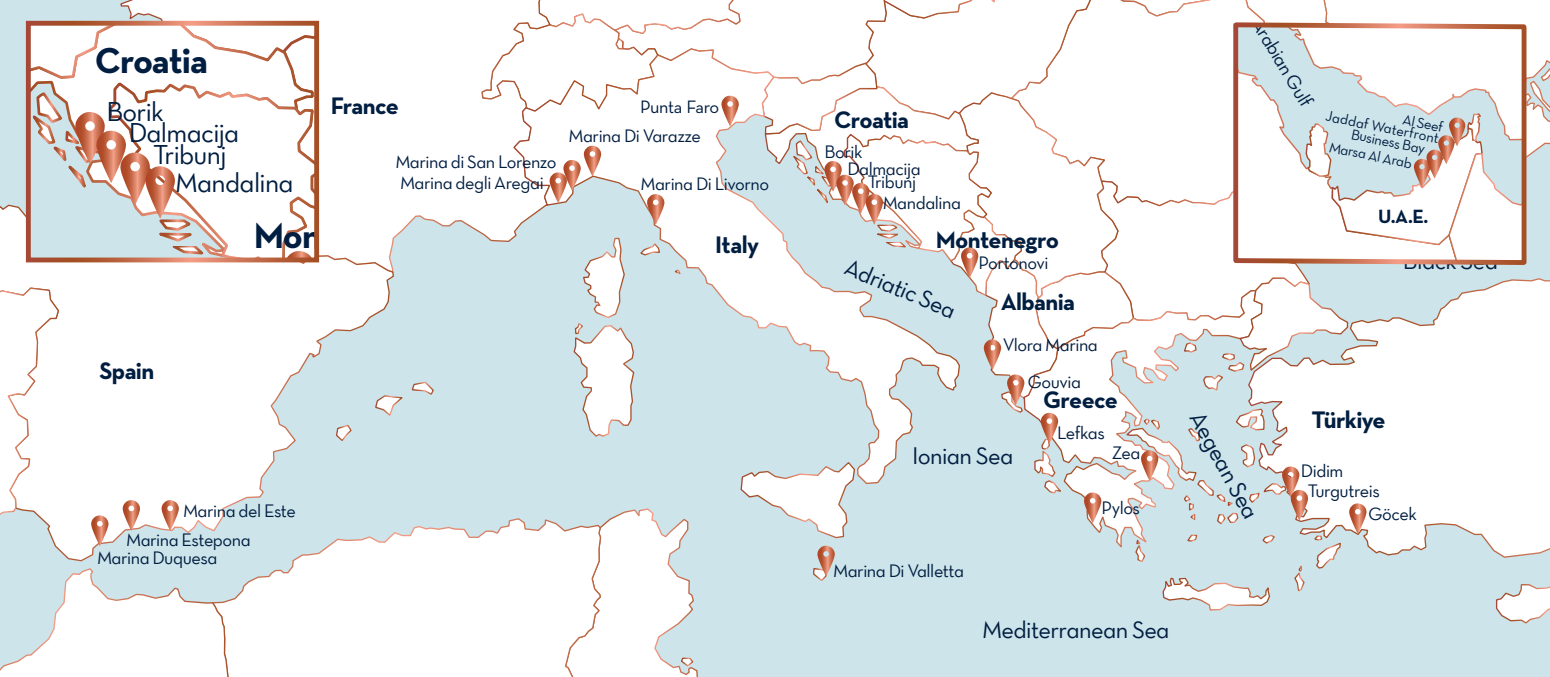 Croatia
Borik
Dalmacija
Tribunj
Mandalina
Mor
France
Punta Faro
Marina Di Varazze
Marina di San Lorenzo
Marina degli Aregai
Marina Di Livorno
Italy
Croatia
Borik
Dalmacija
Tribunj
Mandalina
Montenegro
Portonovi
Adriatic Sea
Albania
Vlora Marina
Gouvia
Greece
Lefkas
Zea
Pylos
Ionian Sea
Aegean Sea
Arabian Gulf
Al Seef
Jaddaf Waterfront
Business Bay
Marsa Al Arab
U.A.E.
Black Sea
Türkiye
Didim
Turgutreis
Göcek
Spain
Marina del Este
Marina Estepona
Marina Duquesa
Marina Di Valletta
Mediterranean Sea